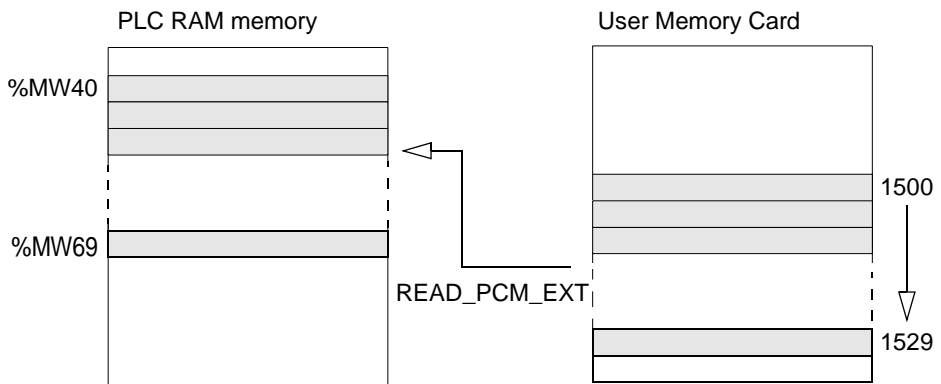 PLC RAM memory
User Memory Card
%MW40
1500
%MW69
READ_PCM_EXT
1529